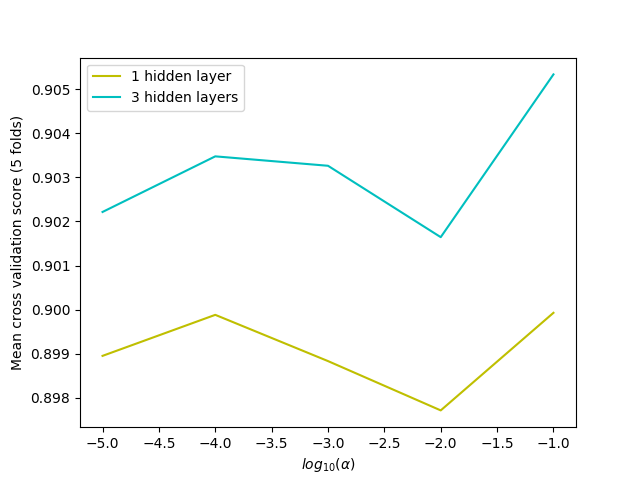 1 hidden layer
3 hidden layers
0.905
0.904
0.903
0.902
0.901
0.900
0.899
0.898
Mean cross validation score (5 folds)
−5.0 −4.5 −4.0 −3.5 −3.0 −2.5 −2.0 −1.5 −1.0
log₁₀(α)